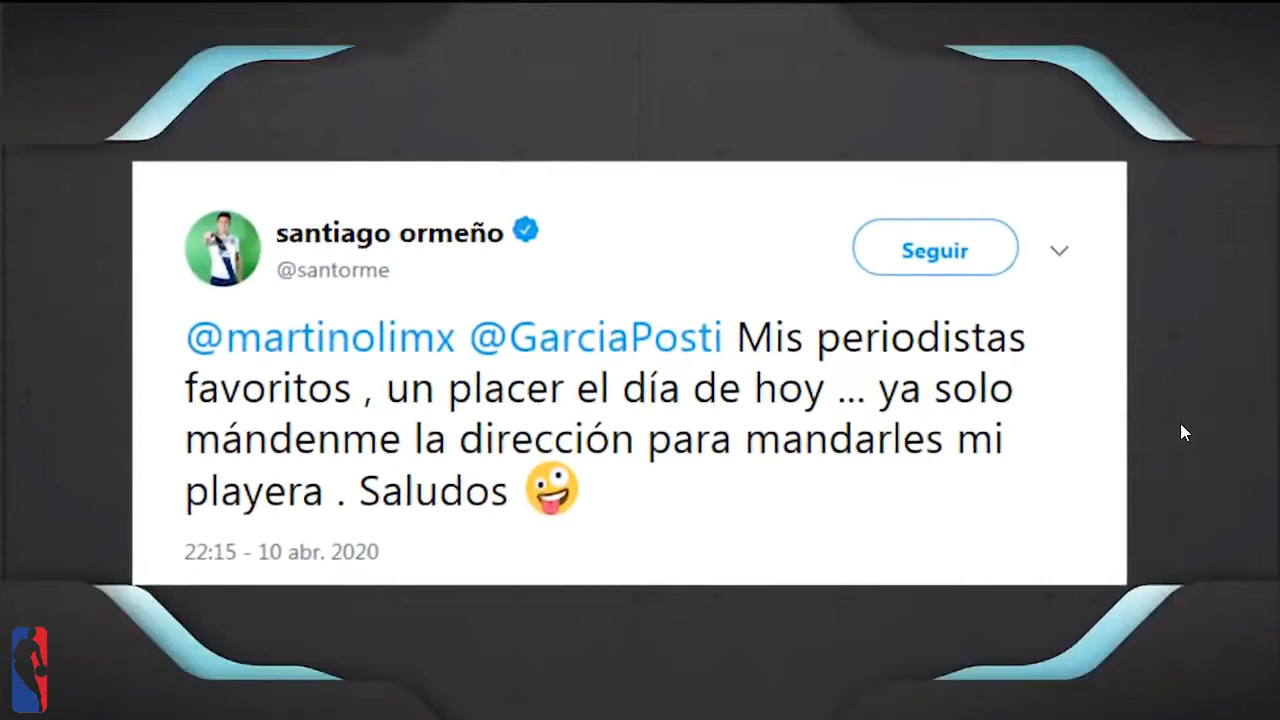 santiago ormeño
@santorme
Seguir
@martinolimx @GarciaPosti Mis periodistas
favoritos , un placer el día de hoy ... ya solo
mándenme la dirección para mandarles mi
playera . Saludos 🤪
22:15 - 10 abr. 2020